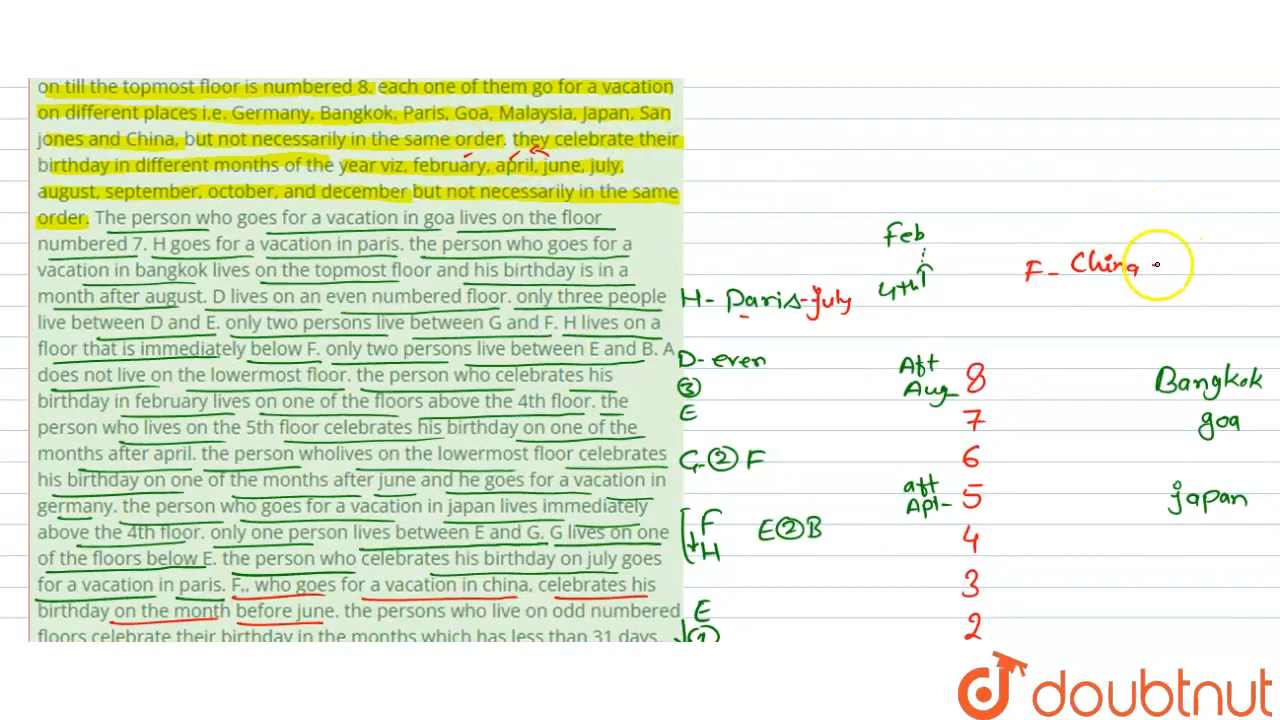 on till the topmost floor is numbered 8. each one of them go for a vacation
on different places i.e. Germany, Bangkok, Paris, Goa, Malaysia, Japan, San
jones and China, but not necessarily in the same order. they celebrate their
birthday in different months of the year viz, february, april, june, july,
august, september, october, and december but not necessarily in the same
order. The person who goes for a vacation in goa lives on the floor
numbered 7. H goes for a vacation in paris. the person who goes for a
vacation in bangkok lives on the topmost floor and his birthday is in a
month after august. D lives on an even numbered floor. only three people
live between D and E. only two persons live between G and F. H lives on a
floor that is immediately below F. only two persons live between E and B. A
does not live on the lowermost floor. the person who celebrates his
birthday in february lives on one of the floors above the 4th floor. the
person who lives on the 5th floor celebrates his birthday on one of the
months after april. the person wholives on the lowermost floor celebrates
his birthday on one of the months after june and he goes for a vacation in
germany. the person who goes for a vacation in japan lives immediately
above the 4th floor. only one person lives between E and G. G lives on one
of the floors below E. the person who celebrates his birthday on july goes
for a vacation in paris. F,, who goes for a vacation in china, celebrates his
birthday on the month before june. the persons who live on odd numbered
floors celebrate their birthday in the months which has less than 31 days.
Feb
4th↑
F - China -
H- Paris-july
D- even
③
E
G ② F
F
↓H
E②B
E
↓①
Aft
Aug- 8 Bangkok
7 goa
6
aft
Apl- 5 japan
4
3
2
doubtnut